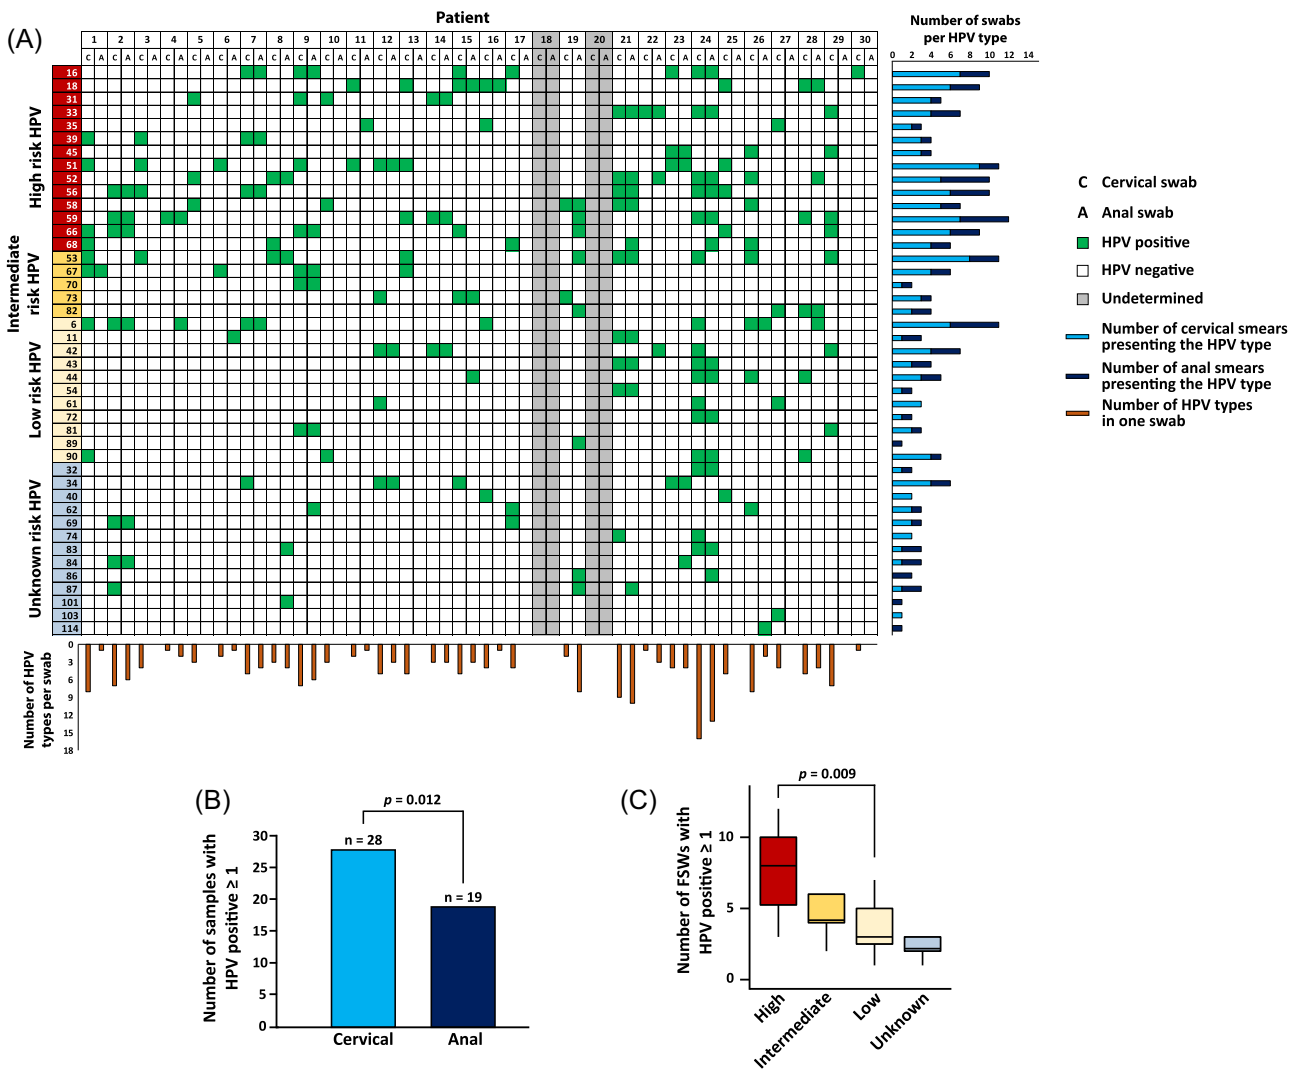 (A)
Patient
1 2 3 4 5 6 7 8 9 10 11 12 13 14 15 16 17 18 19 20 21 22 23 24 25 26 27 28 29 30
C A C A C A C A C A C A C A C A C A C A C A C A C A C A C A C A C A C A C A C A C A C A C A C A C A C A C A C A C A C A
High risk HPV
16
18
31
33
35
39
45
51
52
56
58
59
66
68
Intermediate
risk HPV
53
67
70
73
82
Low risk HPV
6
11
42
43
44
54
61
72
81
89
90
Unknown risk HPV
32
34
40
62
69
74
83
84
86
87
101
103
114
Number of HPV
types per swab
0
3
6
9
12
15
18
Number of swabs
per HPV type
0 2 4 6 8 10 12 14
C Cervical swab
A Anal swab
HPV positive
HPV negative
Undetermined
Number of cervical smears
presenting the HPV type
Number of anal smears
presenting the HPV type
Number of HPV types
in one swab
(B)
p = 0.012
Number of samples with
HPV positive ≥ 1
30
25
20
15
10
5
0
n = 28
n = 19
Cervical
Anal
(C)
p = 0.009
Number of FSWs with
HPV positive ≥ 1
10
5
0
High
Intermediate
Low
Unknown